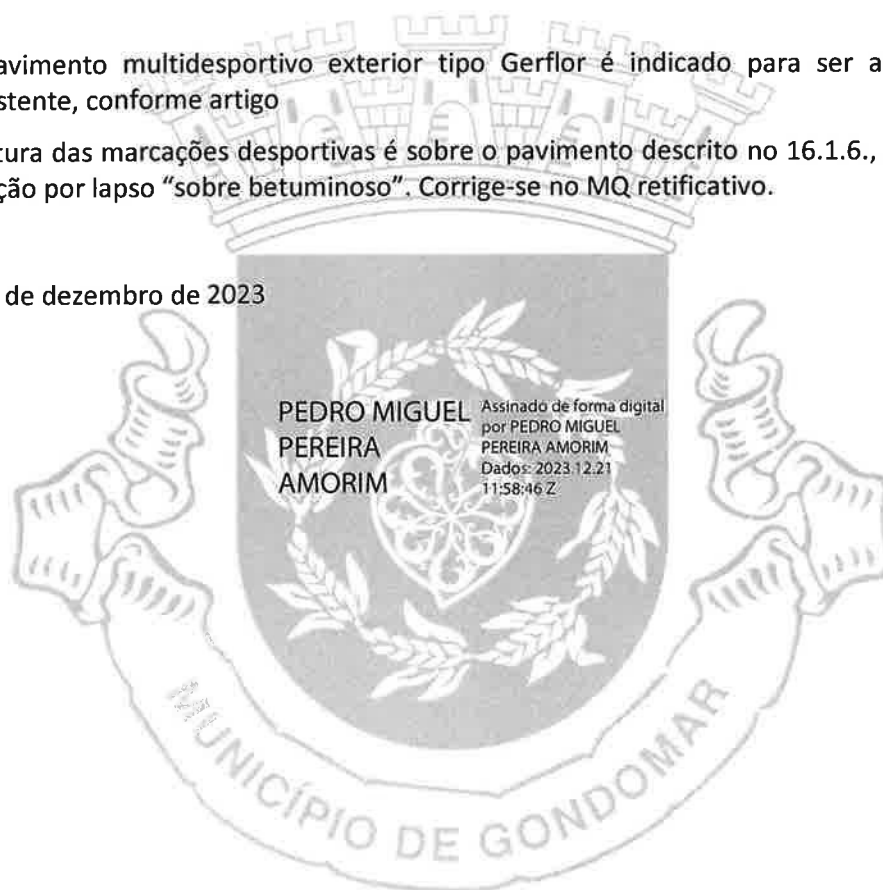 avimento multidesportivo exterior tipo Gerflor é indicado para ser a
stente, conforme artigo
tura das marcações desportivas é sobre o pavimento descrito no 16.1.6.,
ção por lapso “sobre betuminoso”. Corrige-se no MQ retificativo.
de dezembro de 2023
PEDRO MIGUEL
PEREIRA
AMORIM
Assinado de forma digital
por PEDRO MIGUEL
PEREIRA AMORIM
Dados: 2023.12.21
11:58:46 Z
MUNICÍPIO DE GONDOMAR